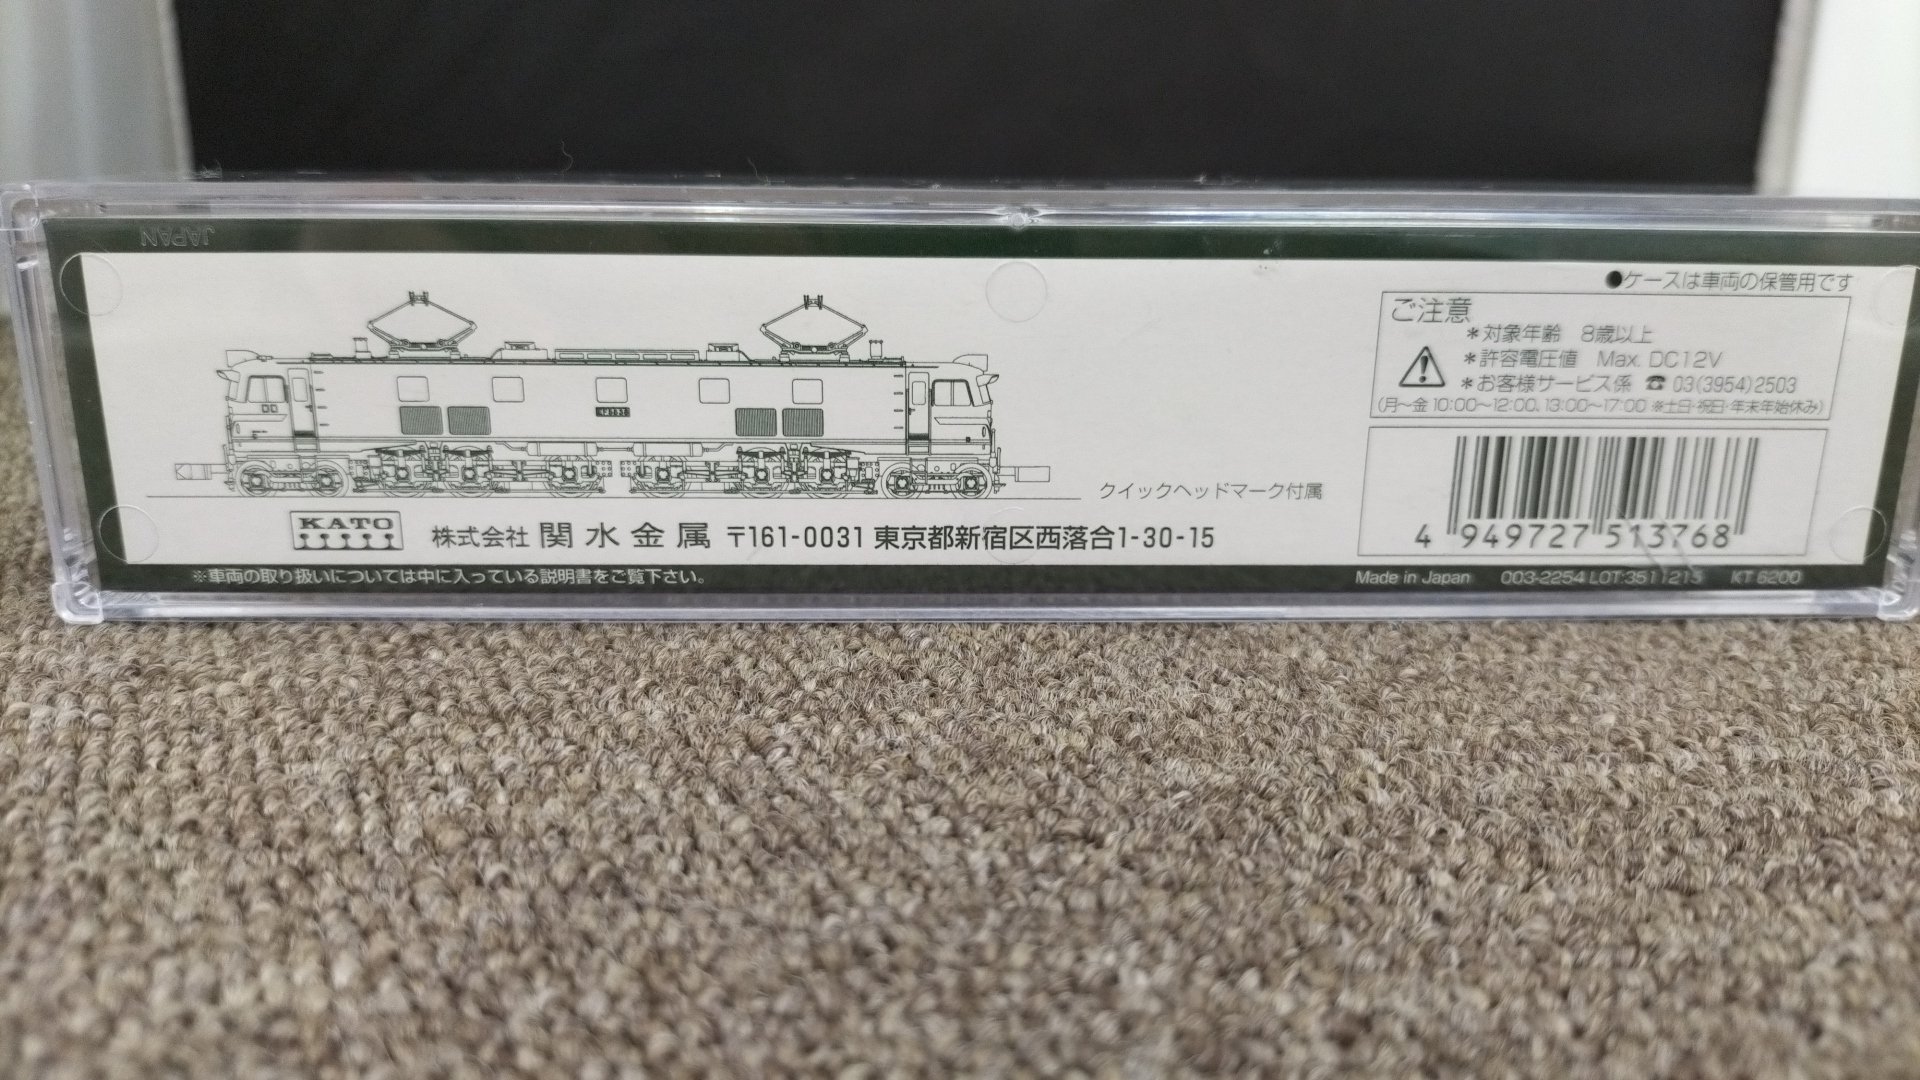 JAPAN
●ケースは車両の保管用です
ご注意
＊対象年齢　8歳以上
＊許容電圧値　Max. DC12V
＊お客様サービス係 ☎ 03(3954)2503
(月〜金 10:00〜12:00、13:00〜17:00 ※土日・祝日・年末年始休み)
クイックヘッドマーク付属
4 949727 513768
KATO
株式会社 関水金属 〒161-0031 東京都新宿区西落合1-30-15
※車両の取り扱いについては中に入っている説明書をご覧下さい。
Made in Japan 003-2254 LOT:3511213 KT 6200